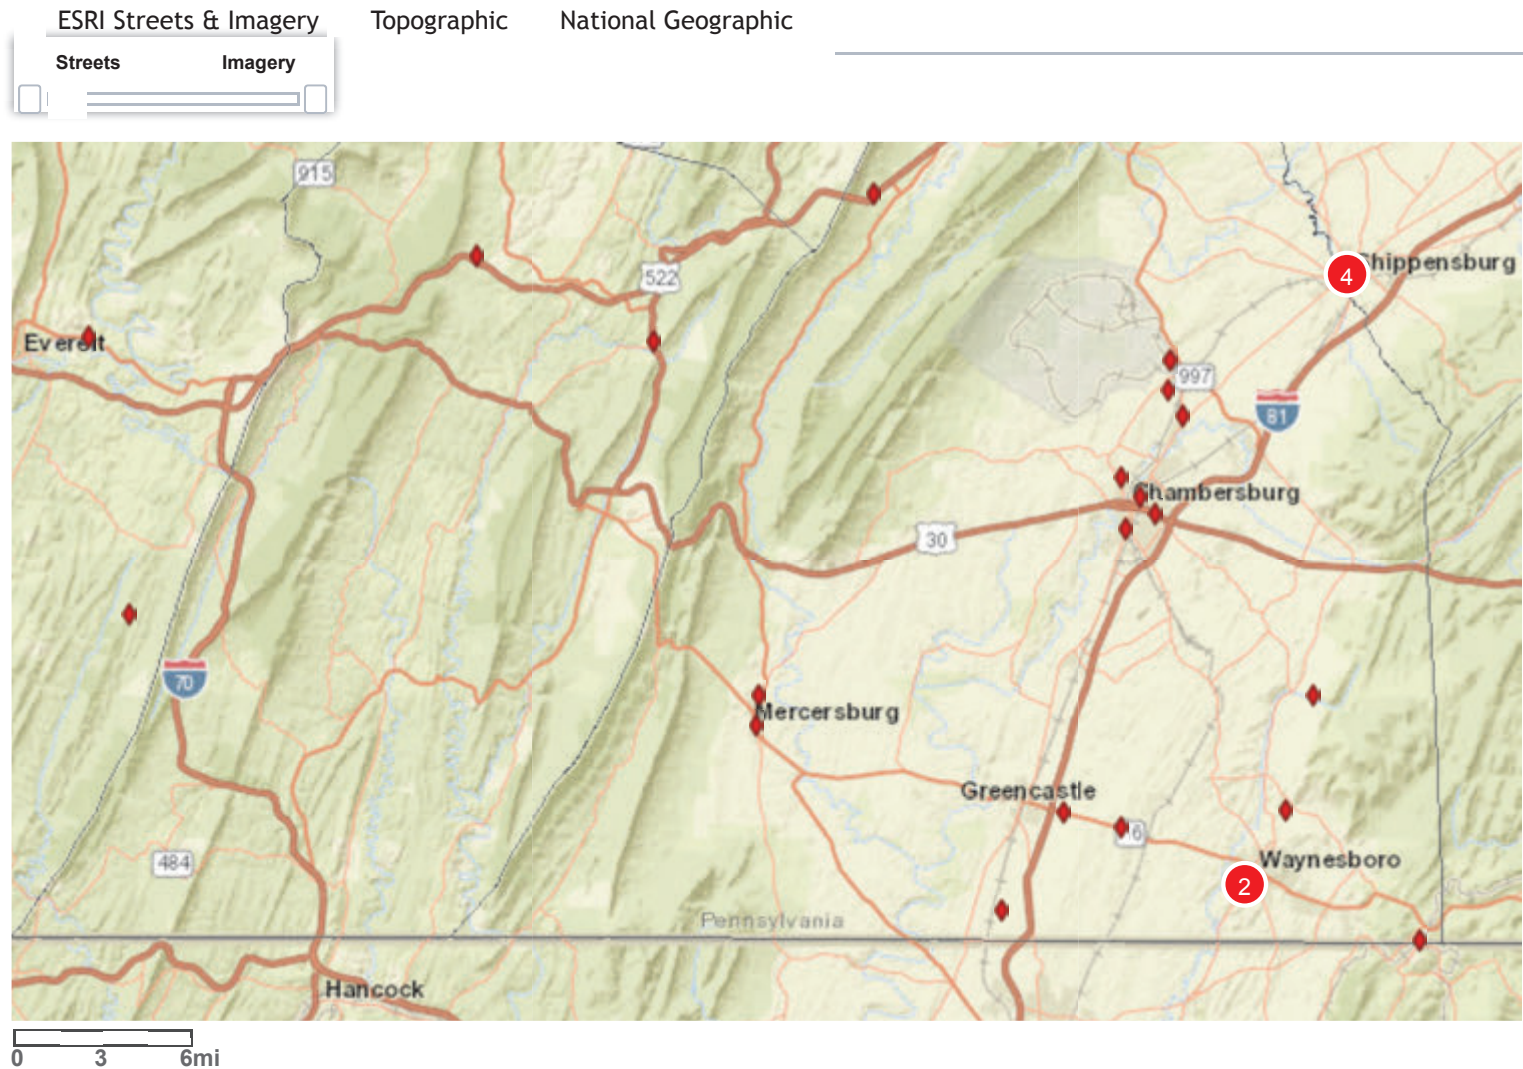 ESRI Streets & Imagery Topographic National Geographic
Streets Imagery
915
522
4 Shippensburg
Everett
997
81
Chambersburg
30
70
Mercersburg
Greencastle
16
484
Waynesboro
2
Pennsylvania
Hancock
0 3 6mi